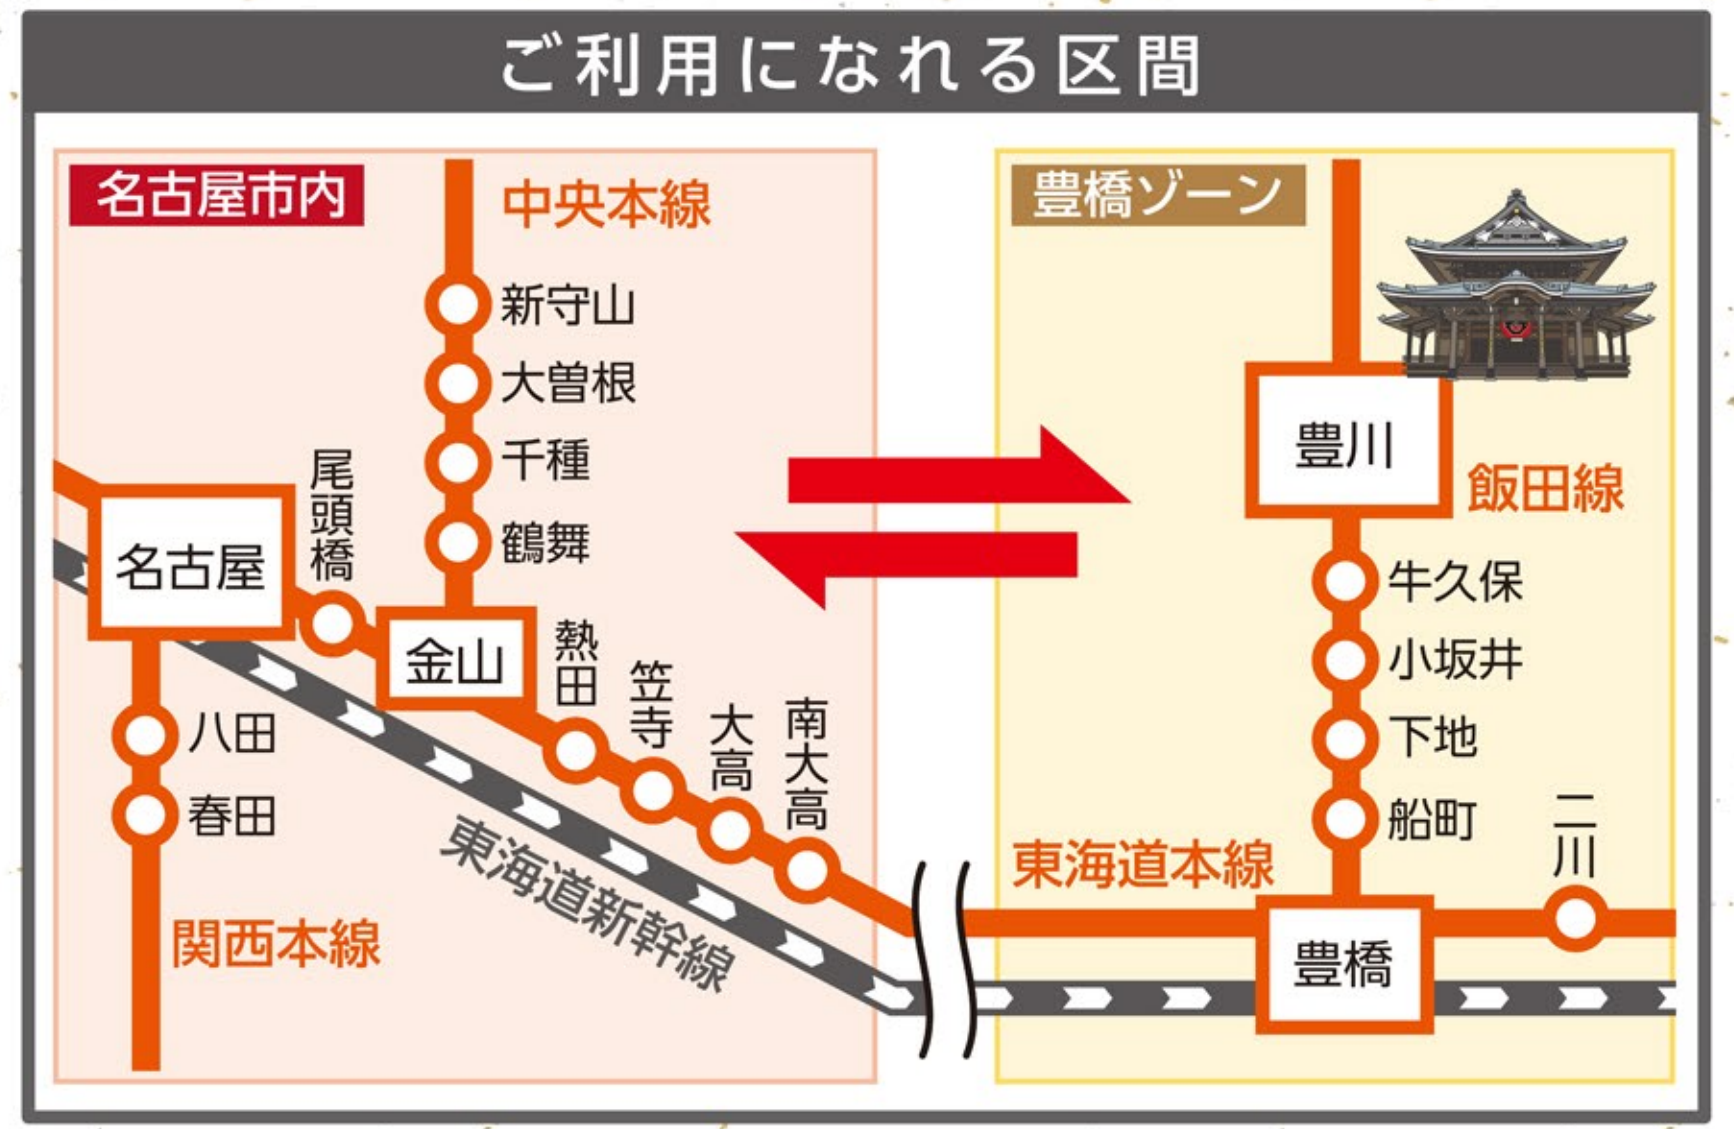 ご利用になれる区間
名古屋市内
中央本線
新守山
大曽根
千種
鶴舞
尾頭橋
名古屋
金山
熱田
笠寺
大高
南大高
八田
春田
関西本線
東海道新幹線
豊橋ゾーン
豊川
飯田線
牛久保
小坂井
下地
船町
二川
東海道本線
豊橋